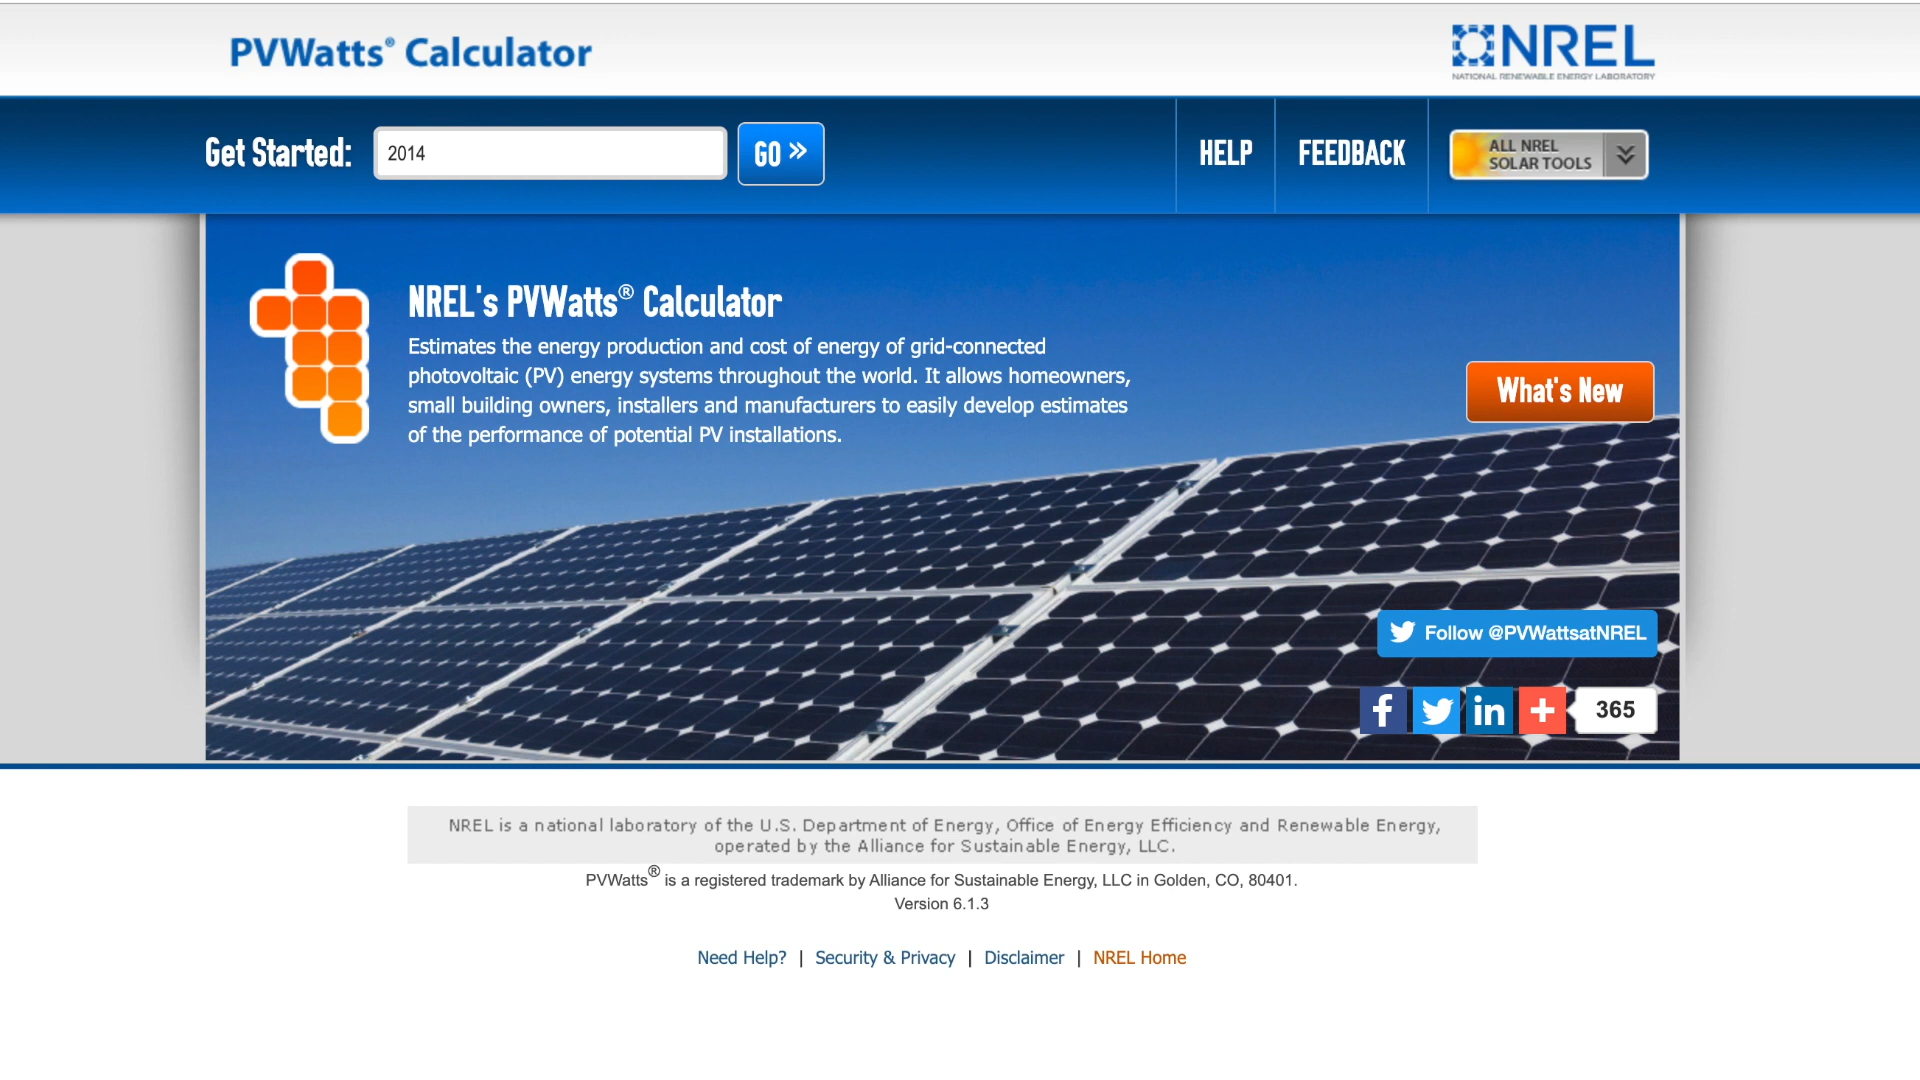 PVWatts® Calculator
NREL
NATIONAL RENEWABLE ENERGY LABORATORY
Get Started:
2014
GO »
HELP
FEEDBACK
ALL NREL
SOLAR TOOLS
NREL's PVWatts® Calculator
Estimates the energy production and cost of energy of grid-connected
photovoltaic (PV) energy systems throughout the world. It allows homeowners,
small building owners, installers and manufacturers to easily develop estimates
of the performance of potential PV installations.
What's New
Follow @PVWattsatNREL
f in + 365
NREL is a national laboratory of the U.S. Department of Energy, Office of Energy Efficiency and Renewable Energy,
operated by the Alliance for Sustainable Energy, LLC.
PVWatts® is a registered trademark by Alliance for Sustainable Energy, LLC in Golden, CO, 80401.
Version 6.1.3
Need Help? | Security & Privacy | Disclaimer | NREL Home